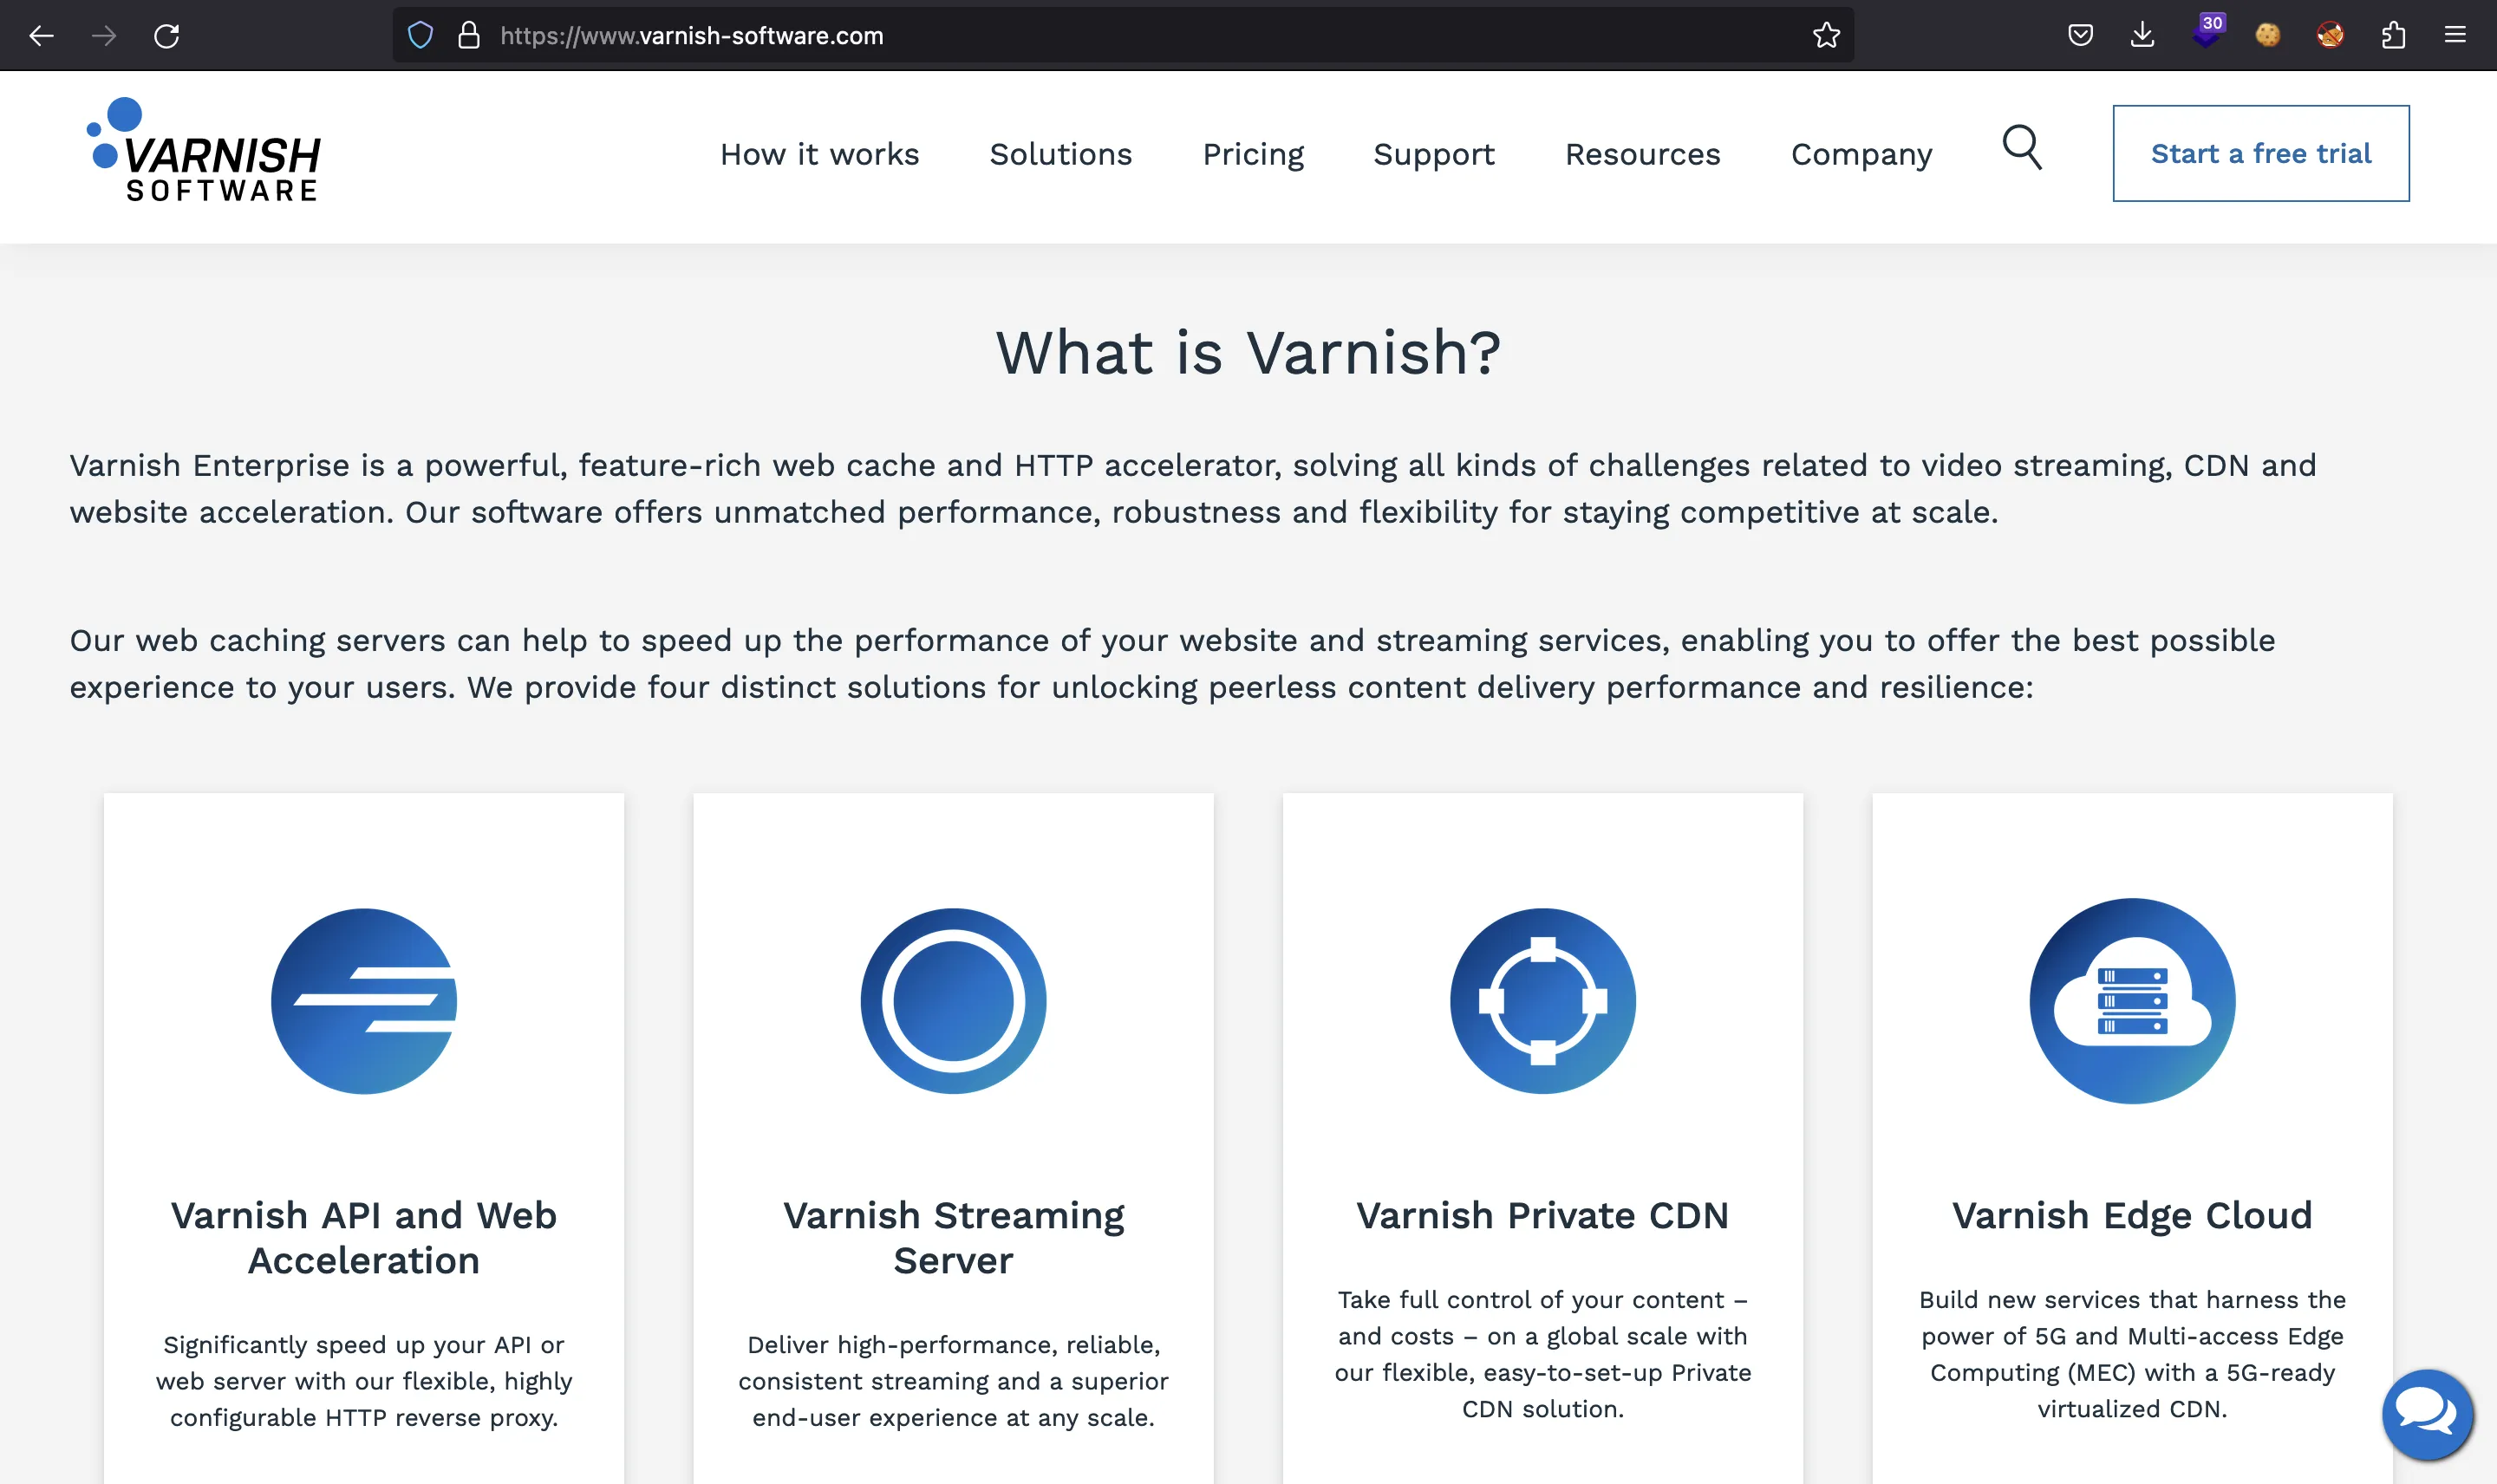 https://www.varnish-software.com
30
VARNISH
SOFTWARE
How it works
Solutions
Pricing
Support
Resources
Company
Start a free trial
What is Varnish?
Varnish Enterprise is a powerful, feature-rich web cache and HTTP accelerator, solving all kinds of challenges related to video streaming, CDN and
website acceleration. Our software offers unmatched performance, robustness and flexibility for staying competitive at scale.
Our web caching servers can help to speed up the performance of your website and streaming services, enabling you to offer the best possible
experience to your users. We provide four distinct solutions for unlocking peerless content delivery performance and resilience:
Varnish API and Web
Acceleration
Significantly speed up your API or
web server with our flexible, highly
configurable HTTP reverse proxy.
Varnish Streaming
Server
Deliver high-performance, reliable,
consistent streaming and a superior
end-user experience at any scale.
Varnish Private CDN
Take full control of your content –
and costs – on a global scale with
our flexible, easy-to-set-up Private
CDN solution.
Varnish Edge Cloud
Build new services that harness the
power of 5G and Multi-access Edge
Computing (MEC) with a 5G-ready
virtualized CDN.